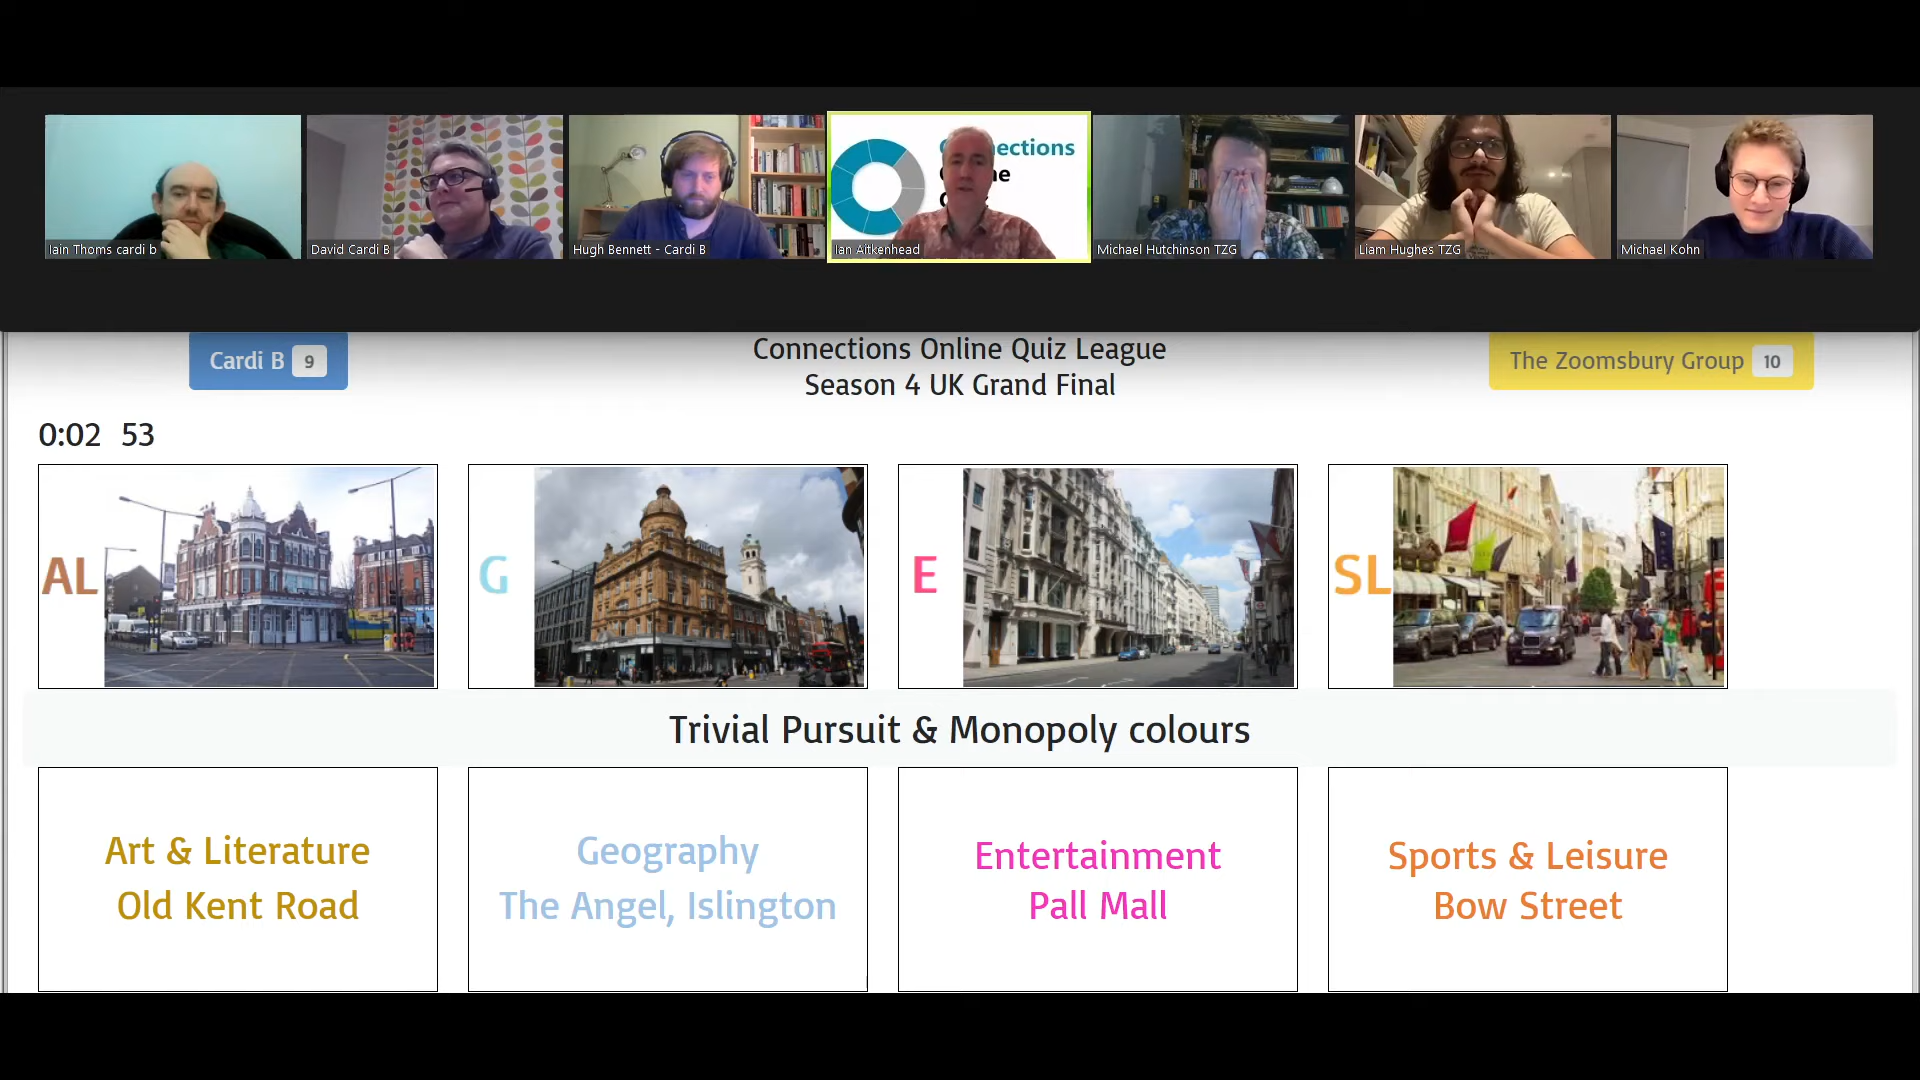 Connections
Iain Thoms cardi b
David Cardi B
Hugh Bennett - Cardi B
Ian Aitkenhead
Michael Hutchinson TZG
Liam Hughes TZG
Michael Kohn
Cardi B 9
Connections Online Quiz League
Season 4 UK Grand Final
The Zoomsbury Group 10
0:02 53
AL
G
E
SL
Trivial Pursuit & Monopoly colours
Art & Literature
Old Kent Road
Geography
The Angel, Islington
Entertainment
Pall Mall
Sports & Leisure
Bow Street